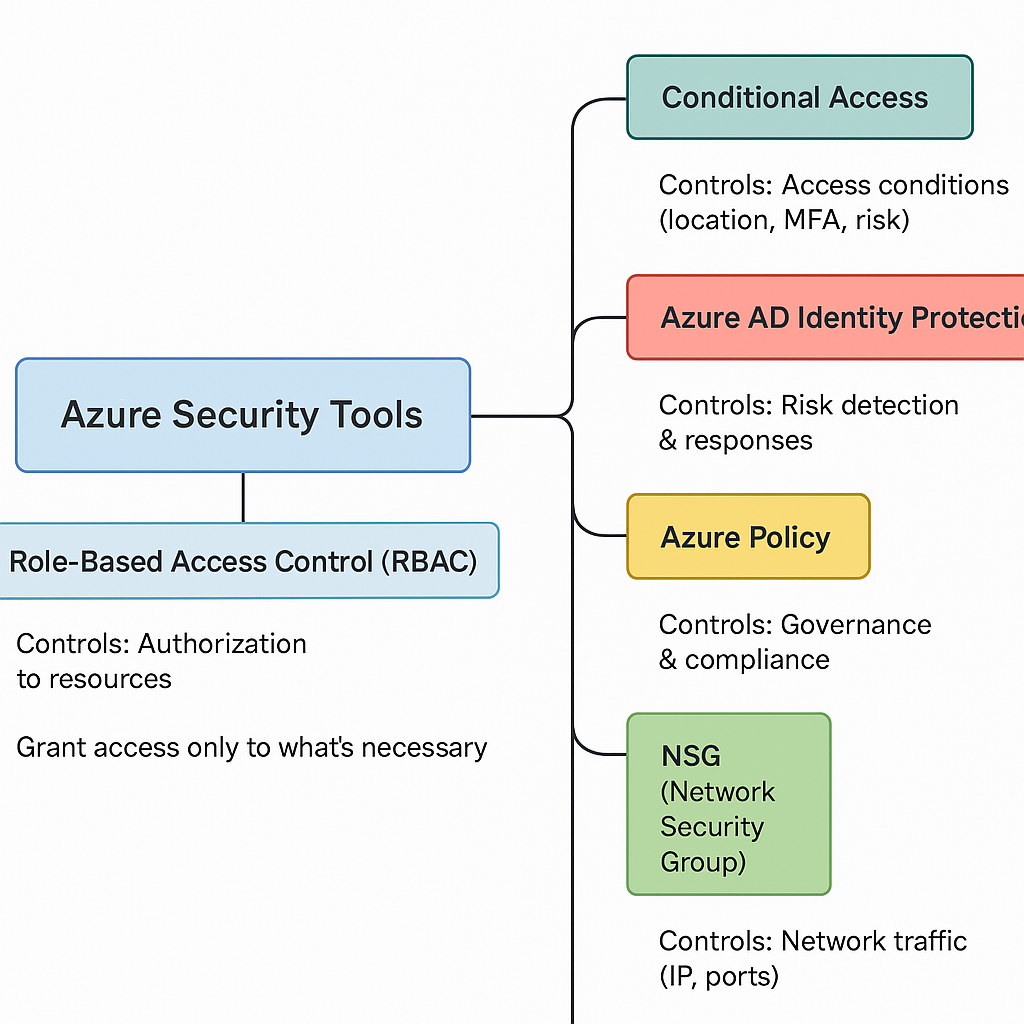 Azure Security Tools
Role-Based Access Control (RBAC)
Controls: Authorization
to resources
Grant access only to what's necessary
Conditional Access
Controls: Access conditions
(location, MFA, risk)
Azure AD Identity Protectio
Controls: Risk detection
& responses
Azure Policy
Controls: Governance
& compliance
NSG
(Network
Security
Group)
Controls: Network traffic
(IP, ports)